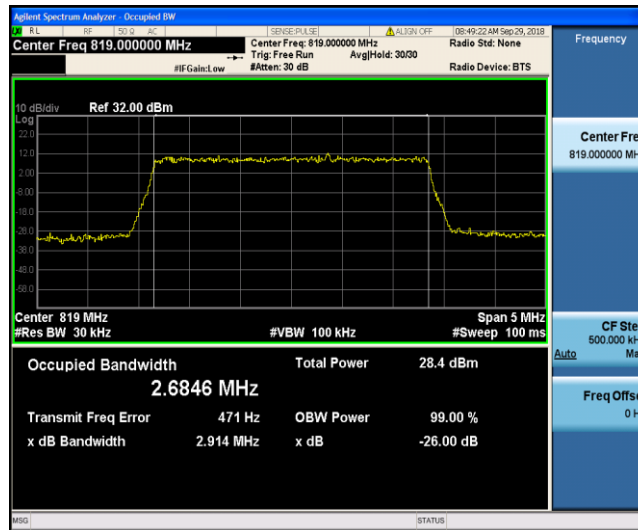 Agilent Spectrum Analyzer - Occupied BW
RL RF 50 Ω AC SENSE:PULSE ALIGN OFF 08:49:22 AM Sep 29, 2018
Center Freq 819.000000 MHz Center Freq: 819.000000 MHz Radio Std: None
Trig: Free Run Avg|Hold: 30/30
#IFGain:Low #Atten: 30 dB Radio Device: BTS
10 dB/div Ref 32.00 dBm
Log
22.0
12.0
2.00
-8.00
-18.0
-28.0
-38.0
-48.0
-58.0
Center 819 MHz Span 5 MHz
#Res BW 30 kHz #VBW 100 kHz #Sweep 100 ms
Occupied Bandwidth Total Power 28.4 dBm
2.6846 MHz
Transmit Freq Error 471 Hz OBW Power 99.00 %
x dB Bandwidth 2.914 MHz x dB -26.00 dB
MSG STATUS
Frequency
Center Fre
819.000000 MH
CF Ste
500.000 kH
Auto Ma
Freq Offse
0 H